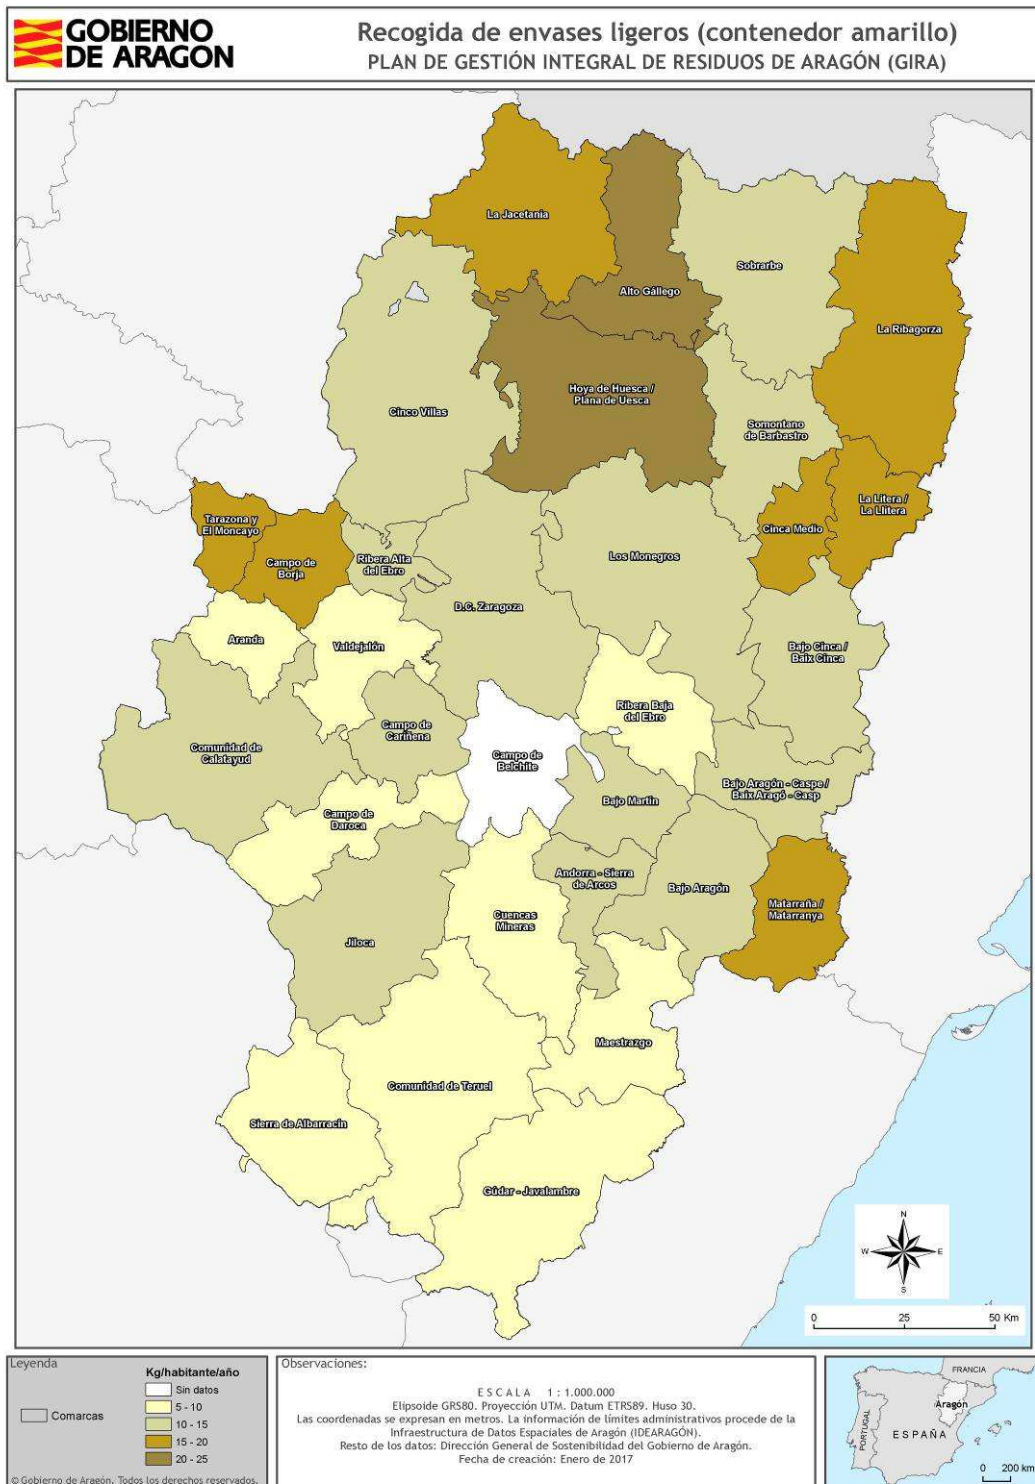 GOBIERNO
DE ARAGON
Recogida de envases ligeros (contenedor amarillo)
PLAN DE GESTIÓN INTEGRAL DE RESIDUOS DE ARAGÓN (GIRA)
La Jacetania
Alto Gállego
Sobrarbe
La Ribagorza
Hoya de Huesca /
Plana de Uesca
Cinco Villas
Somontano
de Barbastro
La Litera /
La Llitera
Cinca Medio
Tarazona y
El Moncayo
Campo de
Borja
Ribera Alta
del Ebro
Los Monegros
D.C. Zaragoza
Aranda
Valdejalón
Bajo Cinca /
Baix Cinca
Ribera Baja
del Ebro
Campo de
Cariñena
Comunidad de
Calatayud
Campo de
Belchite
Bajo Aragón - Caspe /
Baix Aragó - Casp
Bajo Martín
Campo de
Daroca
Andorra - Sierra
de Arcos
Bajo Aragón
Matarraña /
Matarranya
Cuencas
Mineras
Jiloca
Maestrazgo
Comunidad de Teruel
Sierra de Albarracín
Gúdar - Javalambre
N
W
E
S
0 25 50 Km
Leyenda
Comarcas
Kg/habitante/año
Sin datos
5 - 10
10 - 15
15 - 20
20 - 25
© Gobierno de Aragón. Todos los derechos reservados.
Observaciones:
ESCALA 1 : 1.000.000
Elipsoide GRS80. Proyección UTM. Datum ETRS89. Huso 30.
Las coordenadas se expresan en metros. La información de límites administrativos procede de la
Infraestructura de Datos Espaciales de Aragón (IDEARAGÓN).
Resto de los datos: Dirección General de Sostenibilidad del Gobierno de Aragón.
Fecha de creación: Enero de 2017
FRANCIA
Aragón
PORTUGAL
ESPAÑA
0 200 km